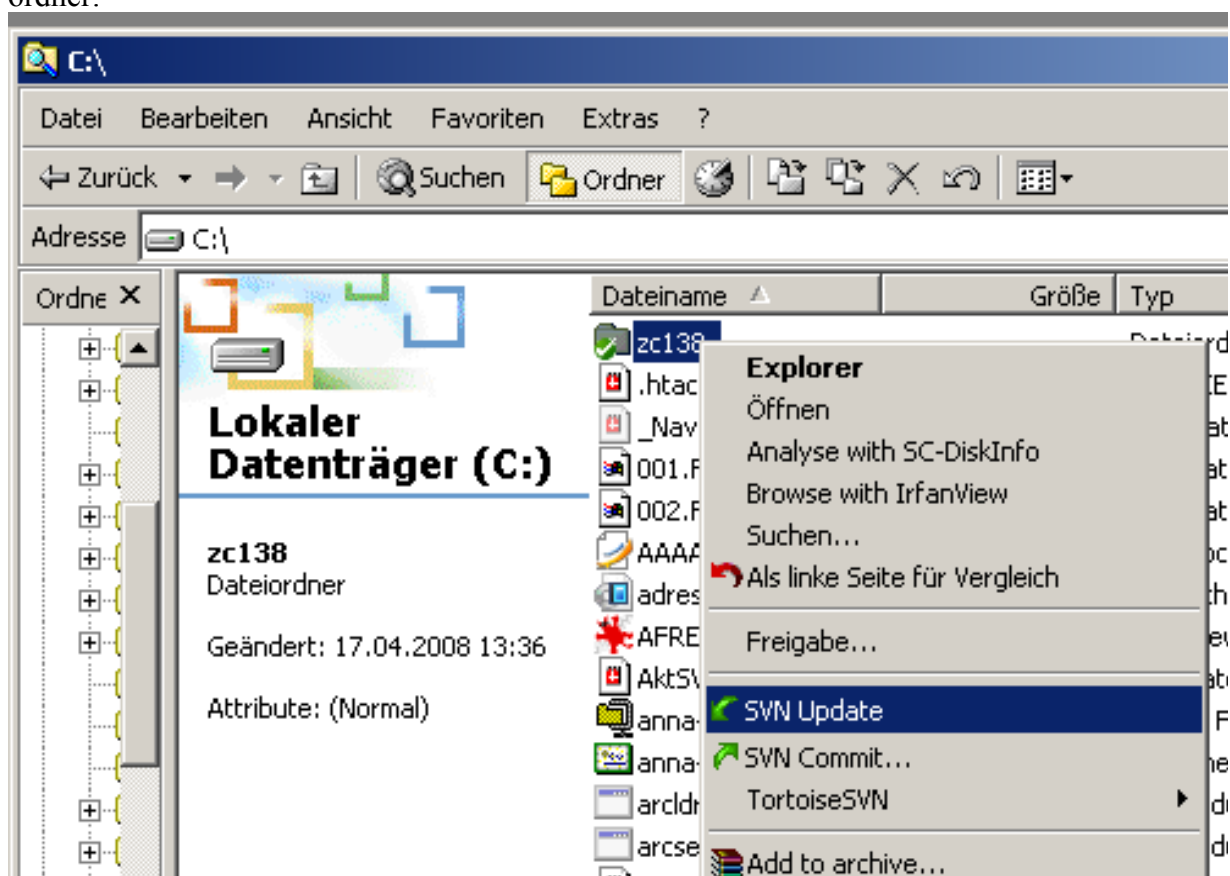 ordner.
C:\
Datei Bearbeiten Ansicht Favoriten Extras ?
Zurück Suchen Ordner
Adresse C:\
Ordne
Lokaler
Datenträger (C:)
zc138
Dateiordner
Geändert: 17.04.2008 13:36
Attribute: (Normal)
Dateiname Größe Typ
zc138
.htac
_Nav
001.F
002.F
AAAA
adres
AFRE
AktSV
anna-
anna-
arcldr
arcse
Explorer
Öffnen
Analyse with SC-DiskInfo
Browse with IrfanView
Suchen...
Als linke Seite für Vergleich
Freigabe...
SVN Update
SVN Commit...
TortoiseSVN
Add to archive...